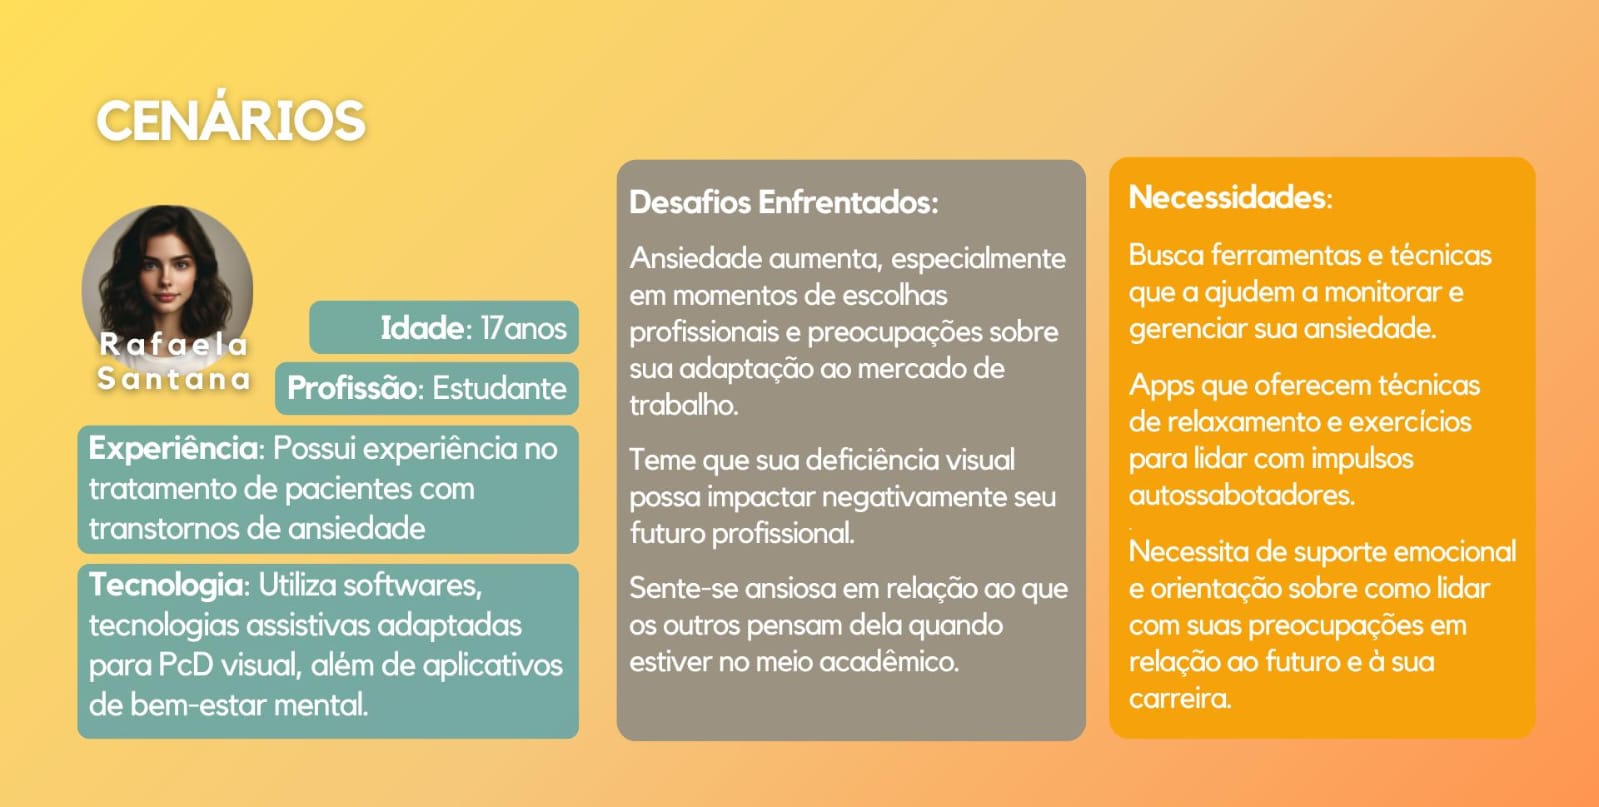 CENÁRIOS
Rafaela
Santana
Idade: 17anos
Profissão: Estudante
Experiência: Possui experiência no
tratamento de pacientes com
transtornos de ansiedade
Tecnologia: Utiliza softwares,
tecnologias assistivas adaptadas
para PcD visual, além de aplicativos
de bem-estar mental.
Desafios Enfrentados:
Ansiedade aumenta, especialmente
em momentos de escolhas
profissionais e preocupações sobre
sua adaptação ao mercado de
trabalho.
Teme que sua deficiência visual
possa impactar negativamente seu
futuro profissional.
Sente-se ansiosa em relação ao que
os outros pensam dela quando
estiver no meio acadêmico.
Necessidades:
Busca ferramentas e técnicas
que a ajudem a monitorar e
gerenciar sua ansiedade.
Apps que oferecem técnicas
de relaxamento e exercícios
para lidar com impulsos
autossabotadores.
.
Necessita de suporte emocional
e orientação sobre como lidar
com suas preocupações em
relação ao futuro e à sua
carreira.